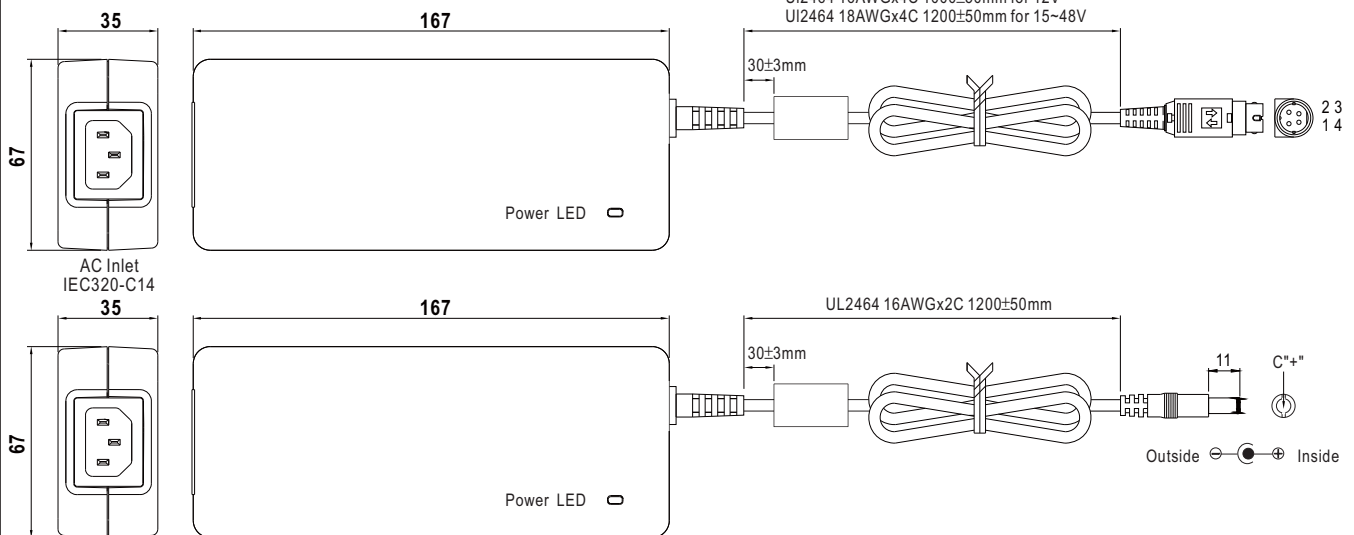 UI2464 18AWGx4C 1200±50mm for 15~48V
35
167
30±3mm
67
2 3
1 4
Power LED
AC Inlet
IEC320-C14
35
167
UL2464 16AWGx2C 1200±50mm
30±3mm
11
C"+"
67
Outside
Inside
Power LED